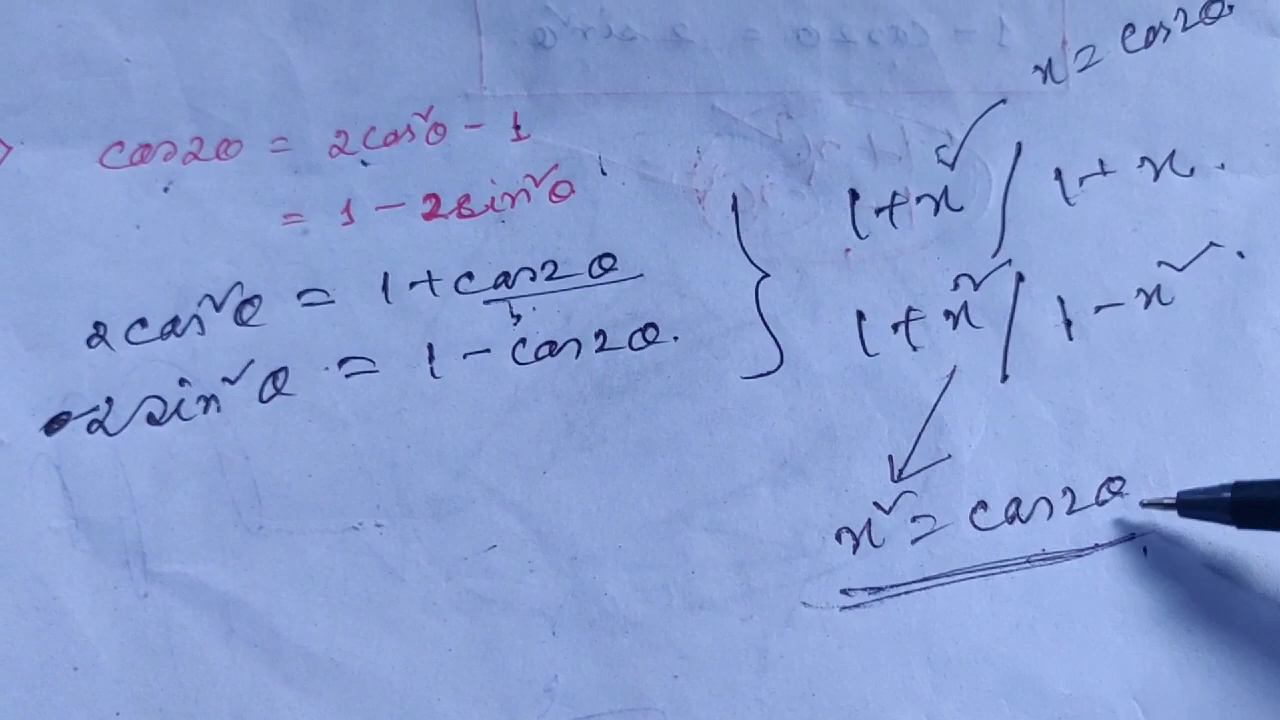 x = cos2θ
cos2θ = 2cos²θ - 1
= 1 - 2sin²θ
1+x / 1+x.
2cos²θ = 1+cos2θ
2sin²θ = 1 - cos2θ.
1+x² / 1-x².
x² = cos2θ